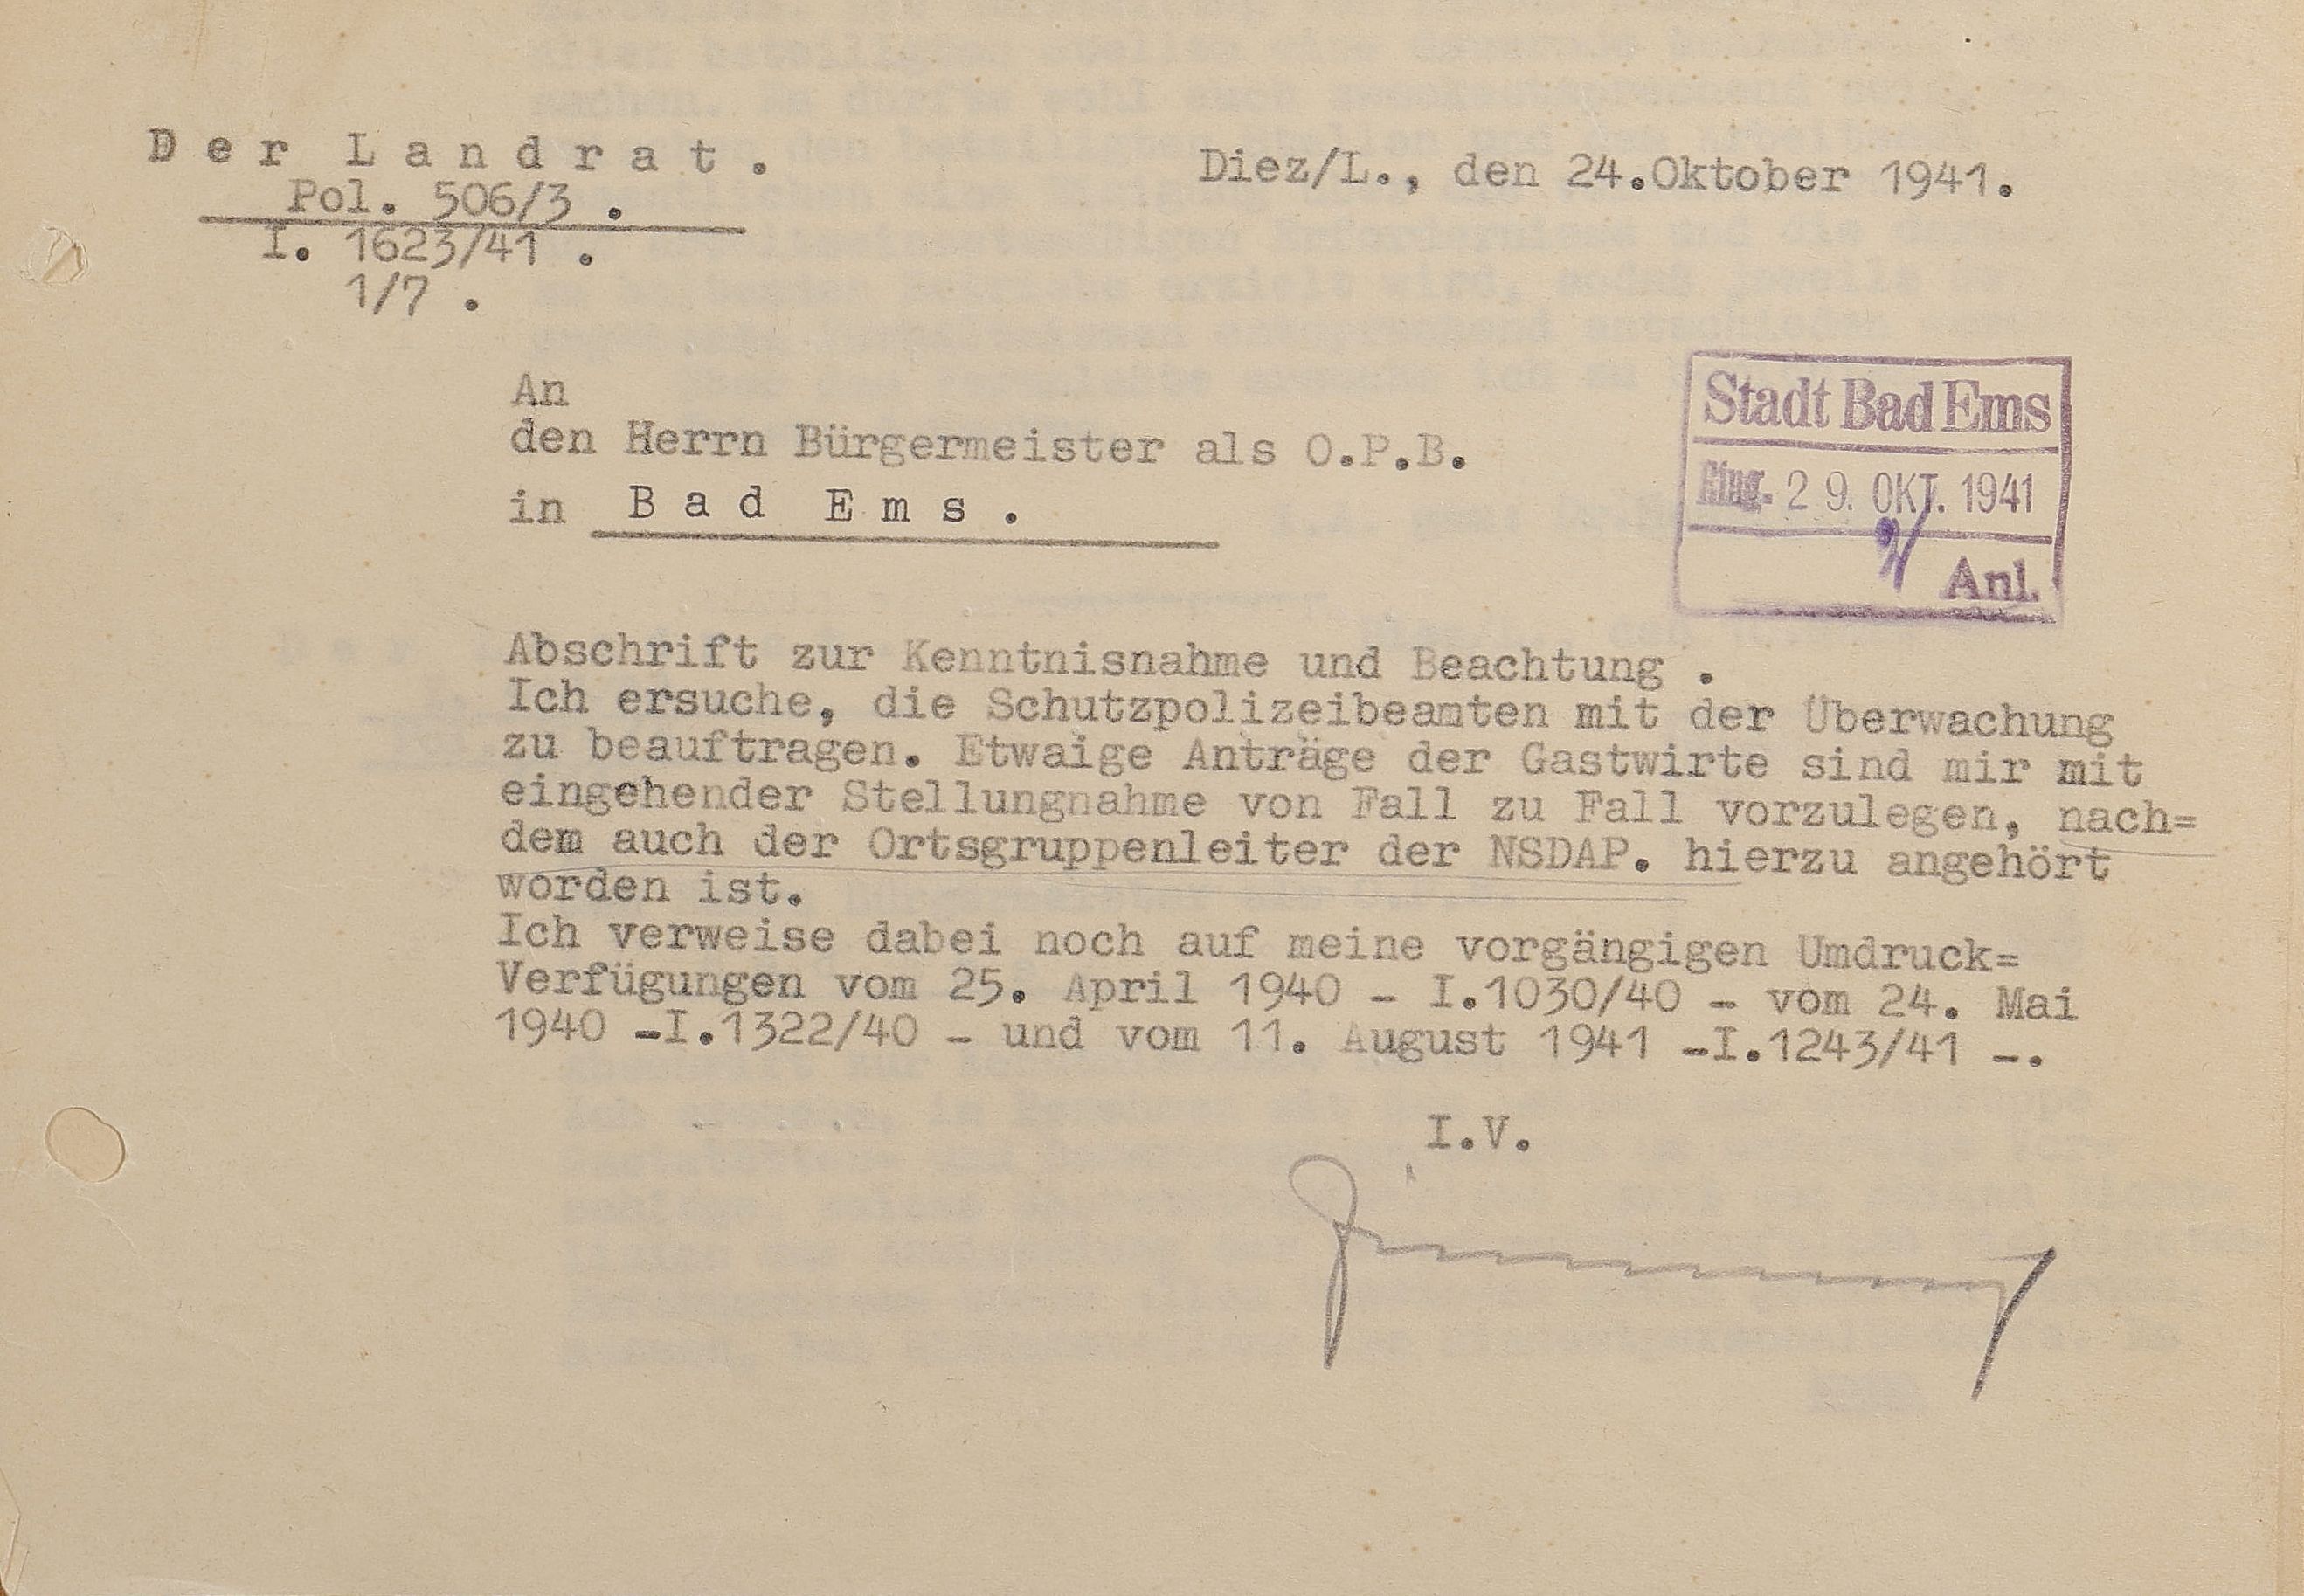 Der Landrat.
Pol. 506/3 .
I. 1623/41 .
1/7 .
Diez/L., den 24.Oktober 1941.
An
den Herrn Bürgermeister als O.P.B.
in Bad Ems.
Stadt Bad Ems
Eing. 29. OKT. 1941
Anl.
Abschrift zur Kenntnisnahme und Beachtung .
Ich ersuche, die Schutzpolizeibeamten mit der Überwachung
zu beauftragen. Etwaige Anträge der Gastwirte sind mir mit
eingehender Stellungnahme von Fall zu Fall vorzulegen, nach=
dem auch der Ortsgruppenleiter der NSDAP. hierzu angehört
worden ist.
Ich verweise dabei noch auf meine vorgängigen Umdruck=
Verfügungen vom 25. April 1940 - I.1030/40 - vom 24. Mai
1940 -I.1322/40 - und vom 11. August 1941 -I.1243/41 -.
I.V.